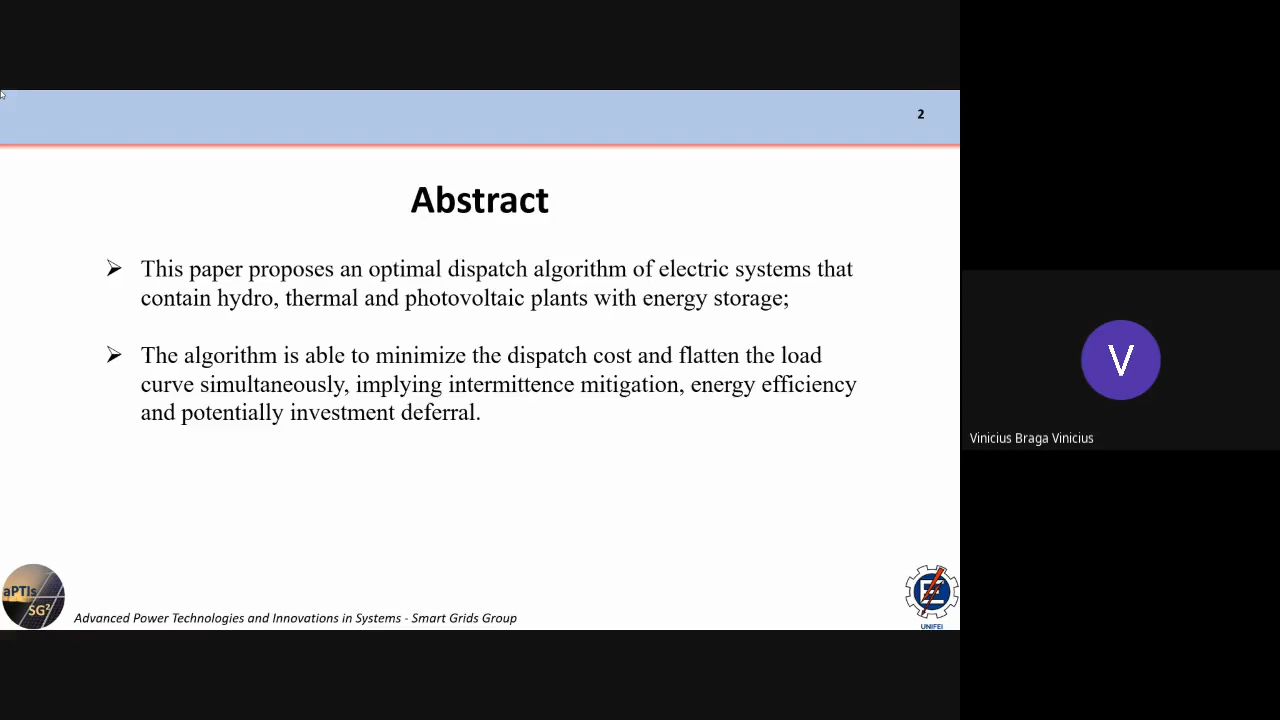 2
Abstract
This paper proposes an optimal dispatch algorithm of electric systems that
contain hydro, thermal and photovoltaic plants with energy storage;
The algorithm is able to minimize the dispatch cost and flatten the load
curve simultaneously, implying intermittence mitigation, energy efficiency
and potentially investment deferral.
V
Vinicius Braga Vinicius
aPTIs
SG²
Advanced Power Technologies and Innovations in Systems - Smart Grids Group
UNIFEI